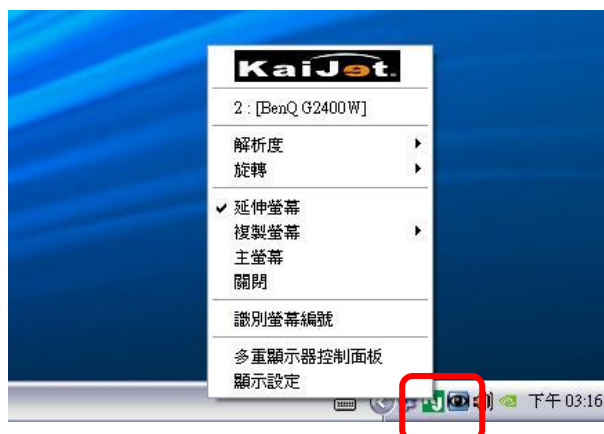 KaiJet.
2 : [BenQ G2400W]
解析度
旋轉
延伸螢幕
複製螢幕
主螢幕
關閉
識別螢幕編號
多重顯示器控制面板
顯示設定
J 下午 03:16